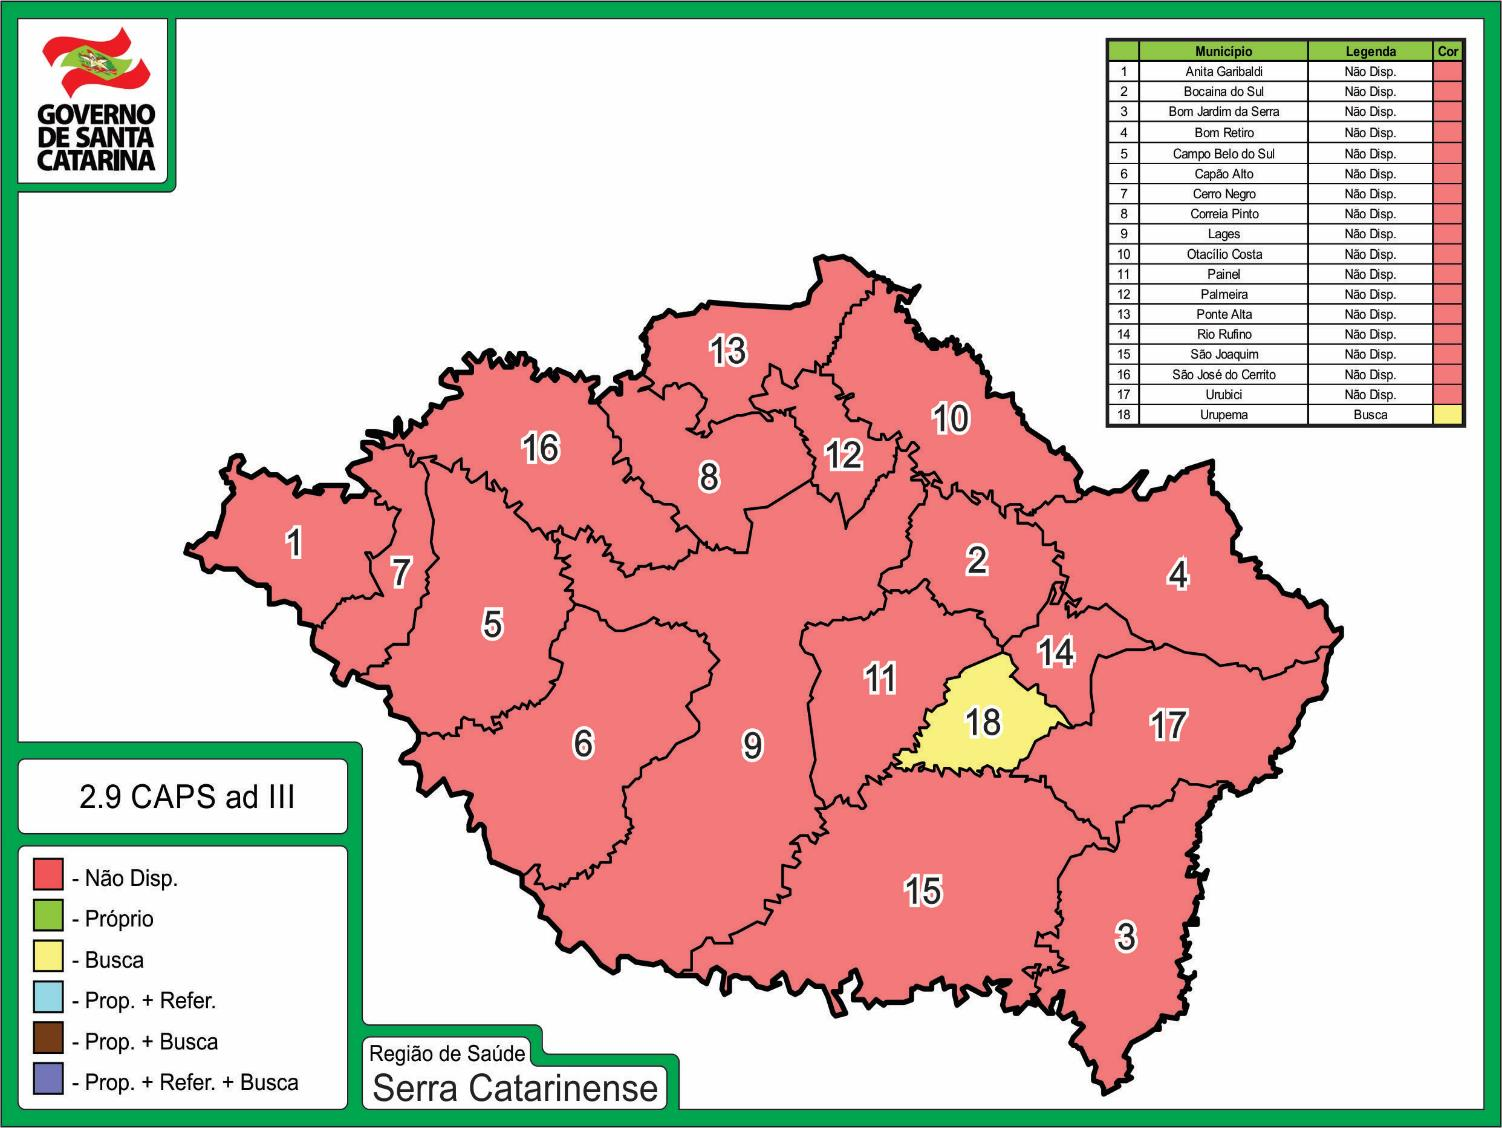 GOVERNO
DE SANTA
CATARINA
Município Legenda Cor
1 Anita Garibaldi Não Disp.
2 Bocaina do Sul Não Disp.
3 Bom Jardim da Serra Não Disp.
4 Bom Retiro Não Disp.
5 Campo Belo do Sul Não Disp.
6 Capão Alto Não Disp.
7 Cerro Negro Não Disp.
8 Correia Pinto Não Disp.
9 Lages Não Disp.
10 Otacílio Costa Não Disp.
11 Painel Não Disp.
12 Palmeira Não Disp.
13 Ponte Alta Não Disp.
14 Rio Rufino Não Disp.
15 São Joaquim Não Disp.
16 São José do Cerrito Não Disp.
17 Urubici Não Disp.
18 Urupema Busca
13
10
16
12
8
1
2
7
4
5
14
11
18
17
6
9
15
3
2.9 CAPS ad III
- Não Disp.
- Próprio
- Busca
- Prop. + Refer.
- Prop. + Busca
- Prop. + Refer. + Busca
Região de Saúde
Serra Catarinense